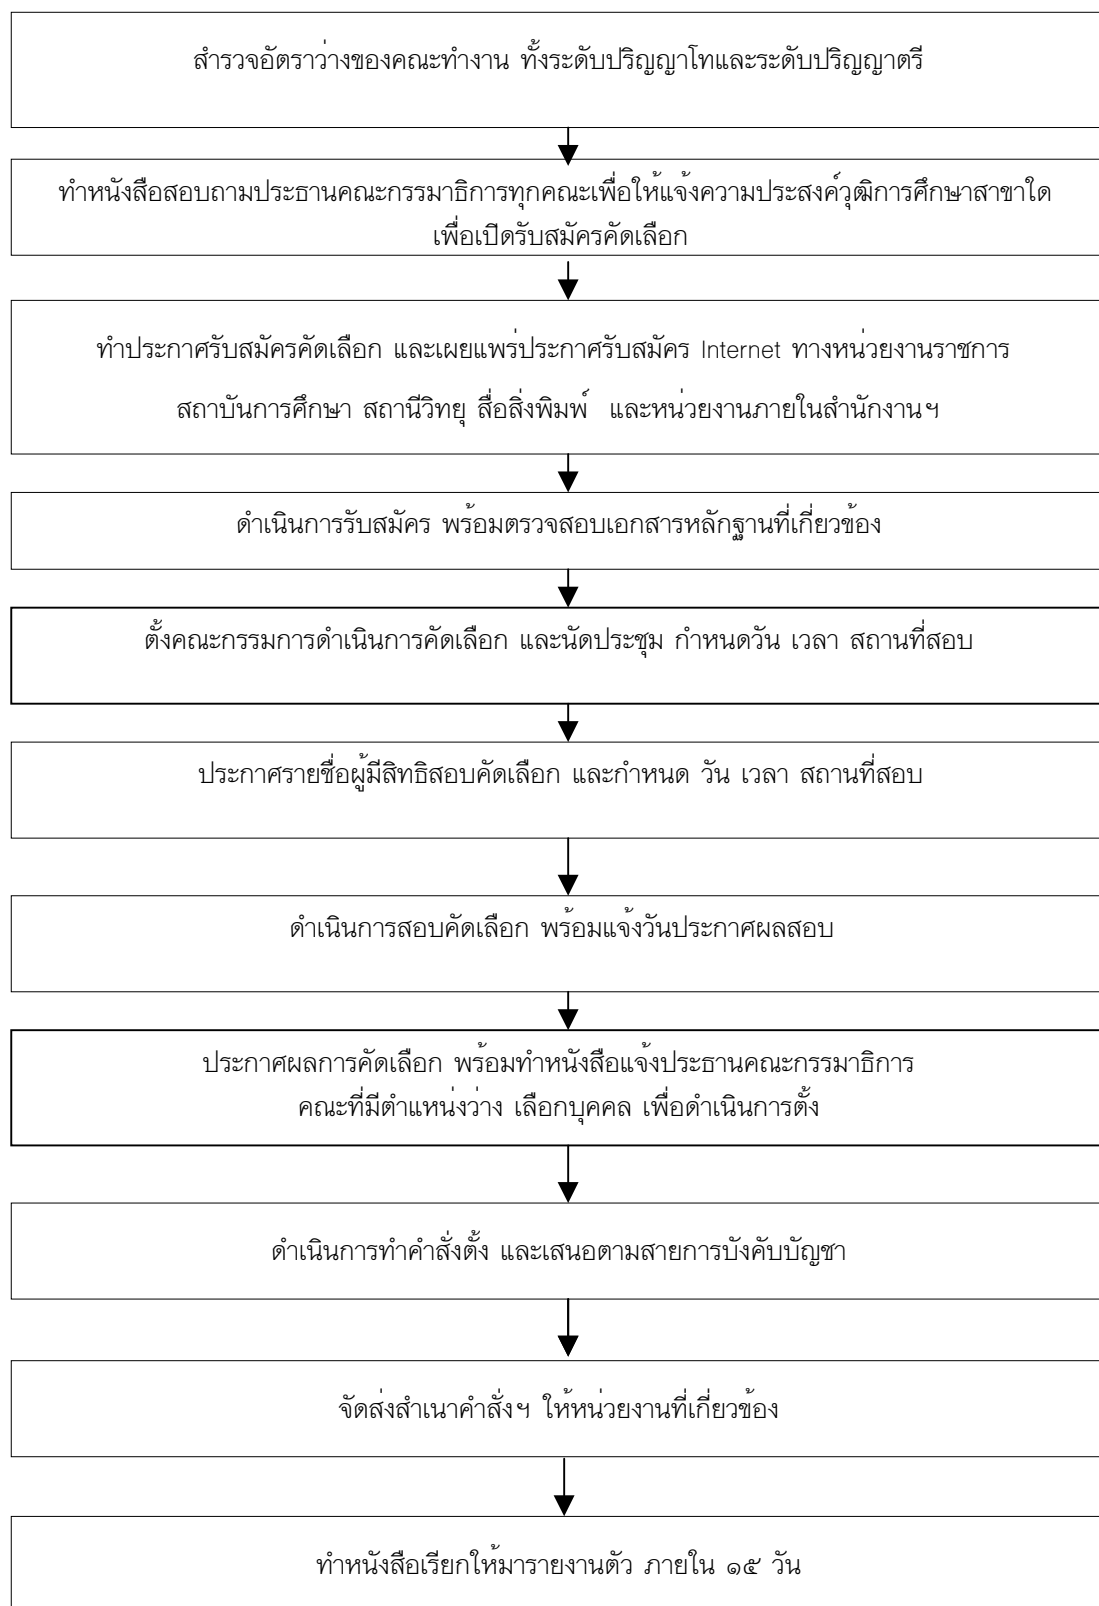 สำรวจอัตราว่างของคณะทำงาน ทั้งระดับปริญญาโทและระดับปริญญาตรี
ทำหนังสือสอบถามประธานคณะกรรมาธิการทุกคณะเพื่อให้แจ้งความประสงค์วุฒิการศึกษาสาขาใด
เพื่อเปิดรับสมัครคัดเลือก
ทำประกาศรับสมัครคัดเลือก และเผยแพร่ประกาศรับสมัคร Internet ทางหน่วยงานราชการ
สถาบันการศึกษา สถานีวิทยุ สื่อสิ่งพิมพ์ และหน่วยงานภายในสำนักงานฯ
ดำเนินการรับสมัคร พร้อมตรวจสอบเอกสารหลักฐานที่เกี่ยวข้อง
ตั้งคณะกรรมการดำเนินการคัดเลือก และนัดประชุม กำหนดวัน เวลา สถานที่สอบ
ประกาศรายชื่อผู้มีสิทธิสอบคัดเลือก และกำหนด วัน เวลา สถานที่สอบ
ดำเนินการสอบคัดเลือก พร้อมแจ้งวันประกาศผลสอบ
ประกาศผลการคัดเลือก พร้อมทำหนังสือแจ้งประธานคณะกรรมาธิการ
คณะที่มีตำแหน่งว่าง เลือกบุคคล เพื่อดำเนินการตั้ง
ดำเนินการทำคำสั่งตั้ง และเสนอตามสายการบังคับบัญชา
จัดส่งสำเนาคำสั่งฯ ให้หน่วยงานที่เกี่ยวข้อง
ทำหนังสือเรียกให้มารายงานตัว ภายใน ๑๕ วัน